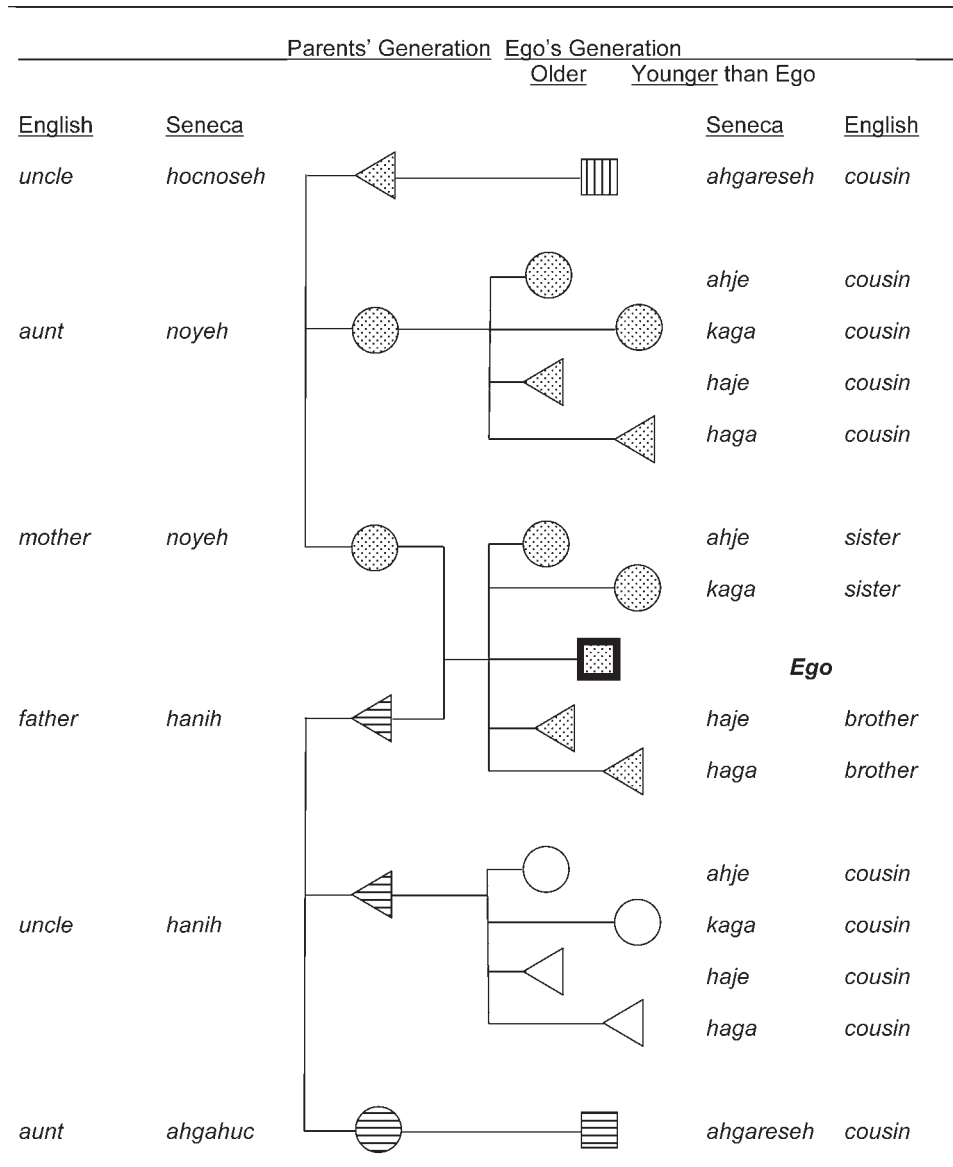 Parents' Generation Ego's Generation
Older Younger than Ego
English Seneca Seneca English
uncle hocnoseh ahgareseh cousin
ahje cousin
aunt noyeh kaga cousin
haje cousin
haga cousin
mother noyeh ahje sister
kaga sister
Ego
father hanih haje brother
haga brother
ahje cousin
uncle hanih kaga cousin
haje cousin
haga cousin
aunt ahgahuc ahgareseh cousin